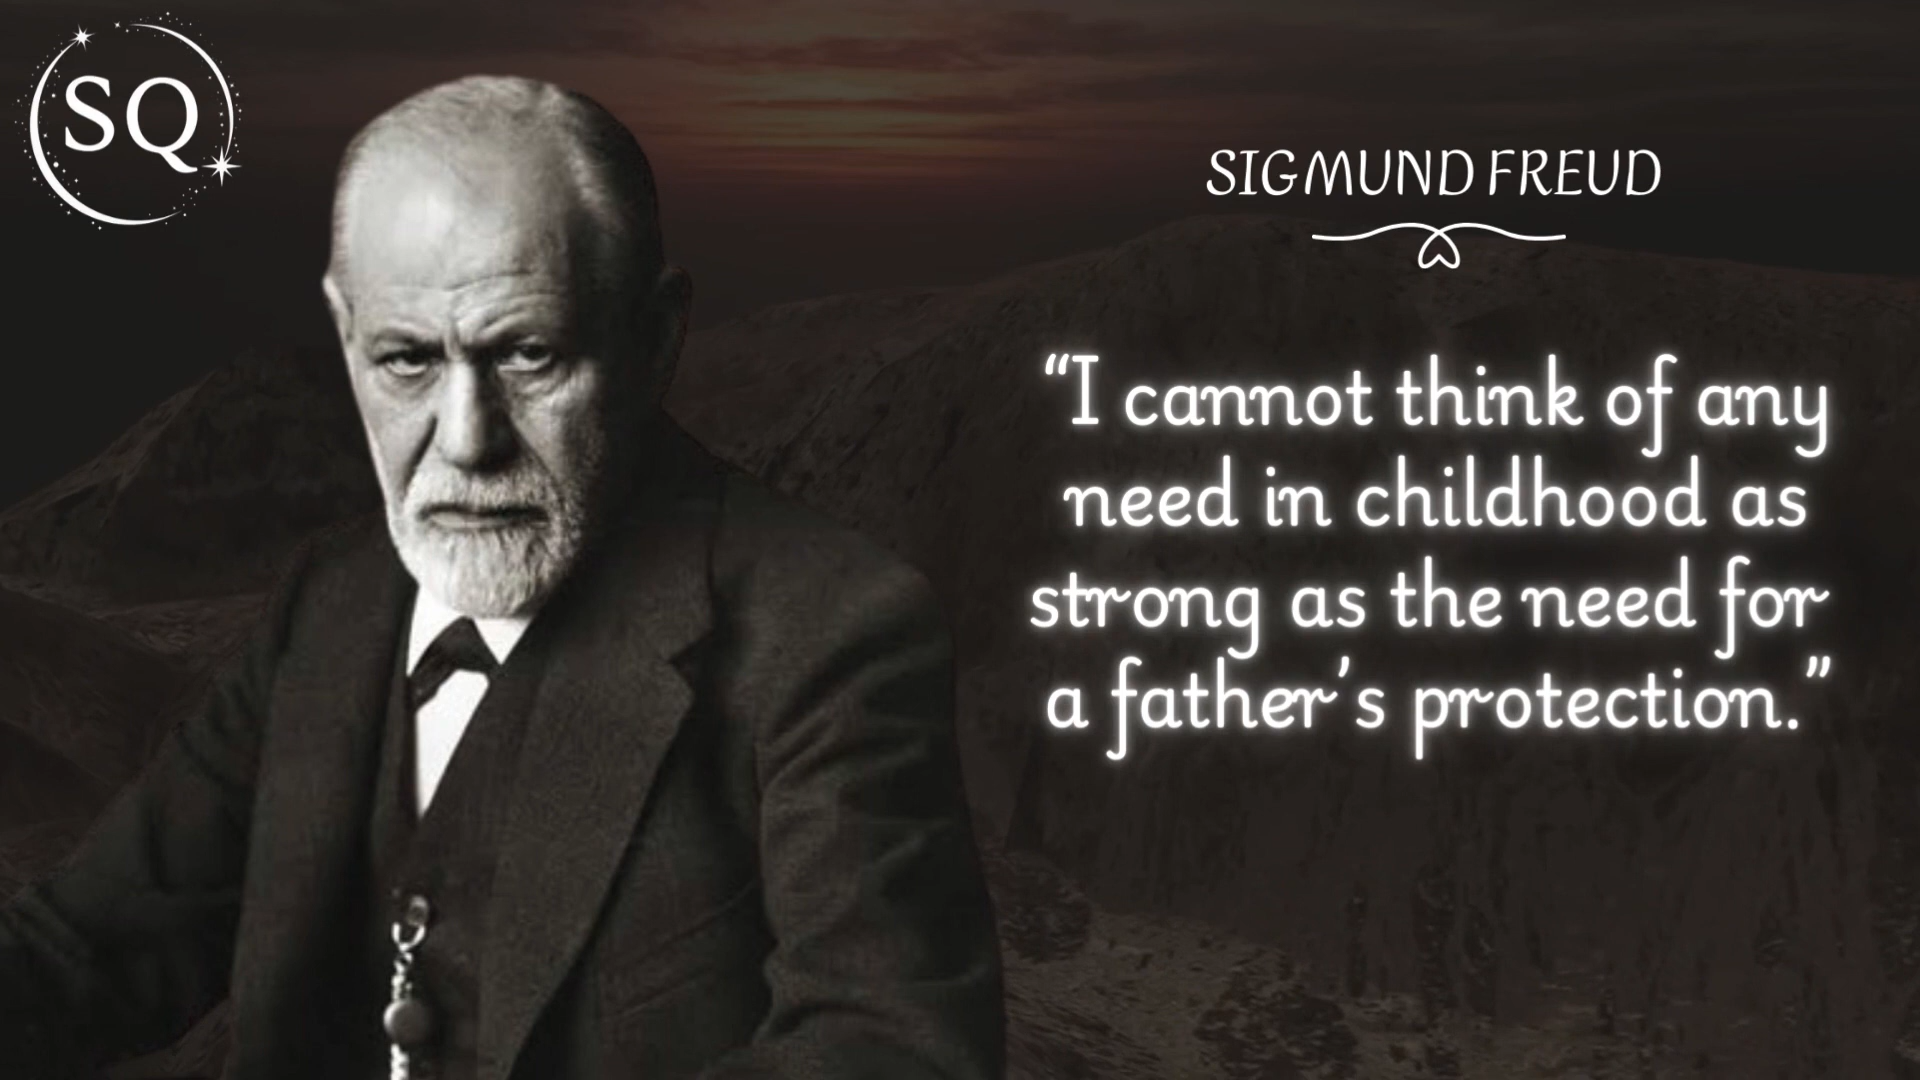 SQ
SIGMUND FREUD
“I cannot think of any
need in childhood as
strong as the need for
a father’s protection.”